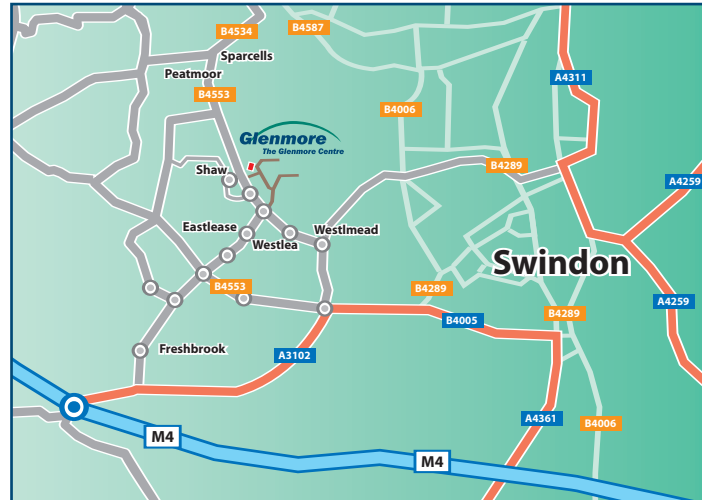 B4534
B4587
Sparcells
Peatmoor
A4311
B4553
B4006
Glenmore
The Glenmore Centre
B4289
Shaw
A4259
Eastlease
Westlea
Westlmead
Swindon
B4553
B4289
A4259
B4005
B4289
Freshbrook
A3102
A4361
B4006
M4
M4